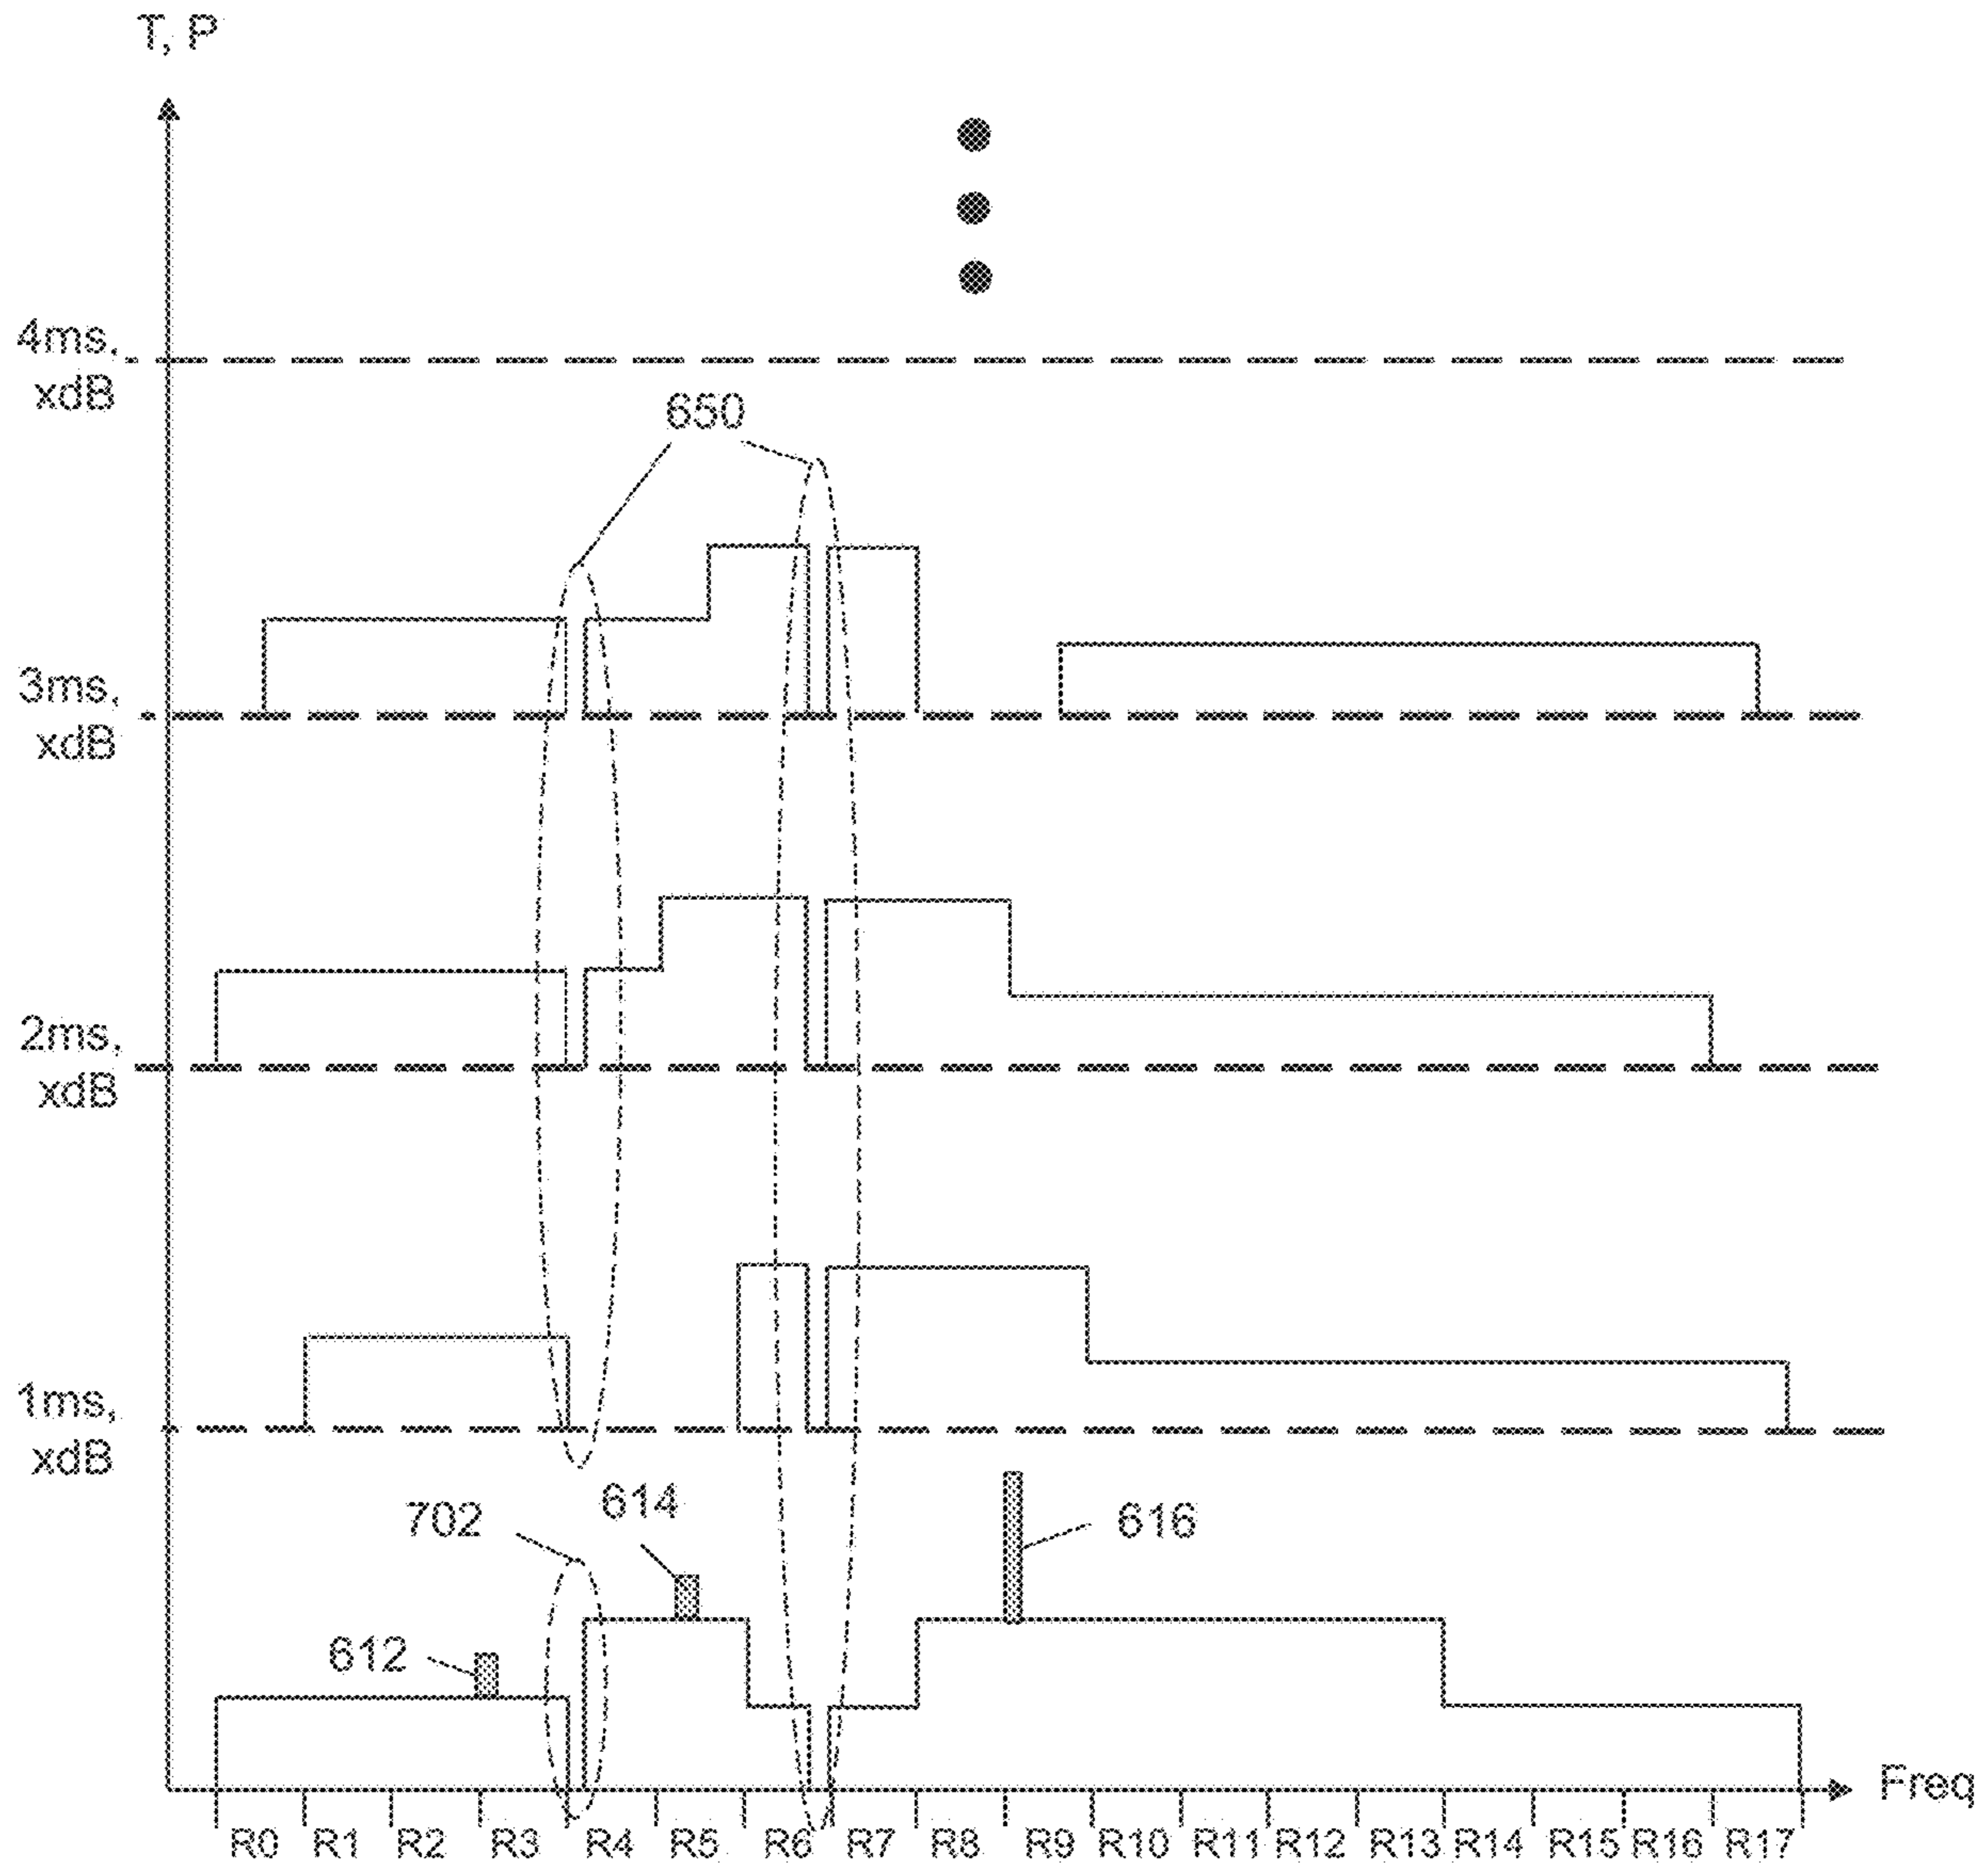 T, P
4ms,
xdB
650
3ms,
xdB
2ms,
xdB
1ms,
xdB
702
614
616
612
Freq
R0 R1 R2 R3 R4 R5 R6 R7 R8 R9 R10 R11 R12 R13 R14 R15 R16 R17